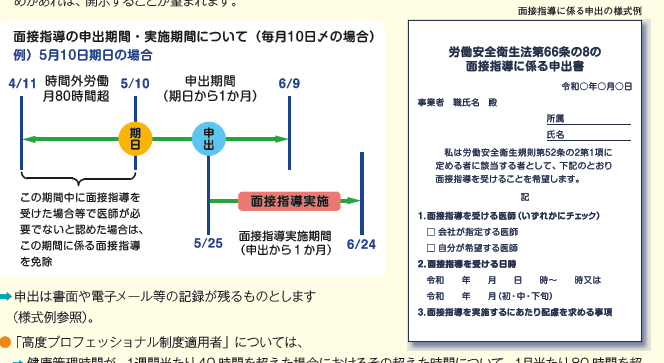 めがあれば、開示することが望まれます。
面接指導の申出期間・実施期間について（毎月10日〆の場合）
例）5月10日期日の場合
4/11 時間外労働 5/10 申出期間 6/9
月80時間超 （期日から1か月）
期日
申出
面接指導実施
この期間中に面接指導を
受けた場合等で医師が必
要でないと認めた場合は、
この期間に係る面接指導
を免除
5/25 面接指導実施期間 6/24
（申出から1か月）
➡申出は書面や電子メール等の記録が残るものとします
（様式例参照）。
●「高度プロフェッショナル制度適用者」については、
➡健康管理時間が、1週間当たり40時間を超えた場合におけるその超えた時間について、1月当たり80時間を超
面接指導に係る申出の様式例
労働安全衛生法第66条の8の
面接指導に係る申出書
令和○年○月○日
事業者 職氏名 殿
所属
氏名
私は労働安全衛生規則第52条の2第1項に
定める者に該当する者として、下記のとおり
面接指導を受けることを希望します。
記
1.面接指導を受ける医師（いずれかにチェック）
□ 会社が指定する医師
□ 自分が希望する医師
2.面接指導を受ける日時
令和 年 月 日 時～ 時又は
令和 年 月（初・中・下旬）
3.面接指導を実施するにあたり配慮を求める事項